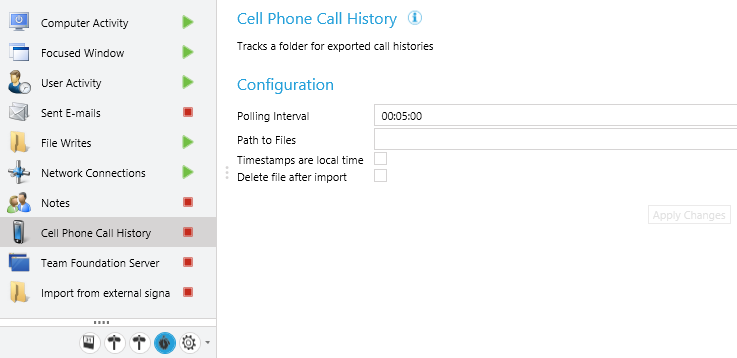 Computer Activity
Focused Window
User Activity
Sent E-mails
File Writes
Network Connections
Notes
Cell Phone Call History
Team Foundation Server
Import from external signa
Cell Phone Call History
Tracks a folder for exported call histories
Configuration
Polling Interval 00:05:00
Path to Files
Timestamps are local time
Delete file after import
Apply Changes